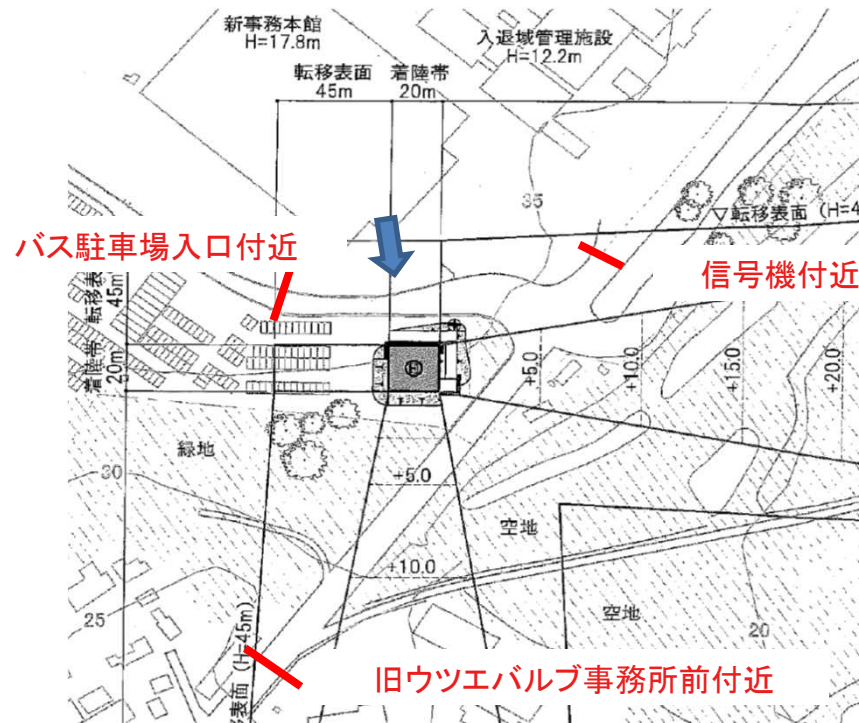 新事務本館
H=17.8m
入退域管理施設
H=12.2m
転移表面
45m
着陸帯
20m
35
▽転移表面 (H=4
バス駐車場入口付近
信号機付近
転移表
45m
着陸帯
20m
H
+5.0
+10.0
+15.0
+20.0
緑地
30
+5.0
空地
+10.0
空地
25
20
表面 (H=45m)
旧ウツエバルブ事務所前付近